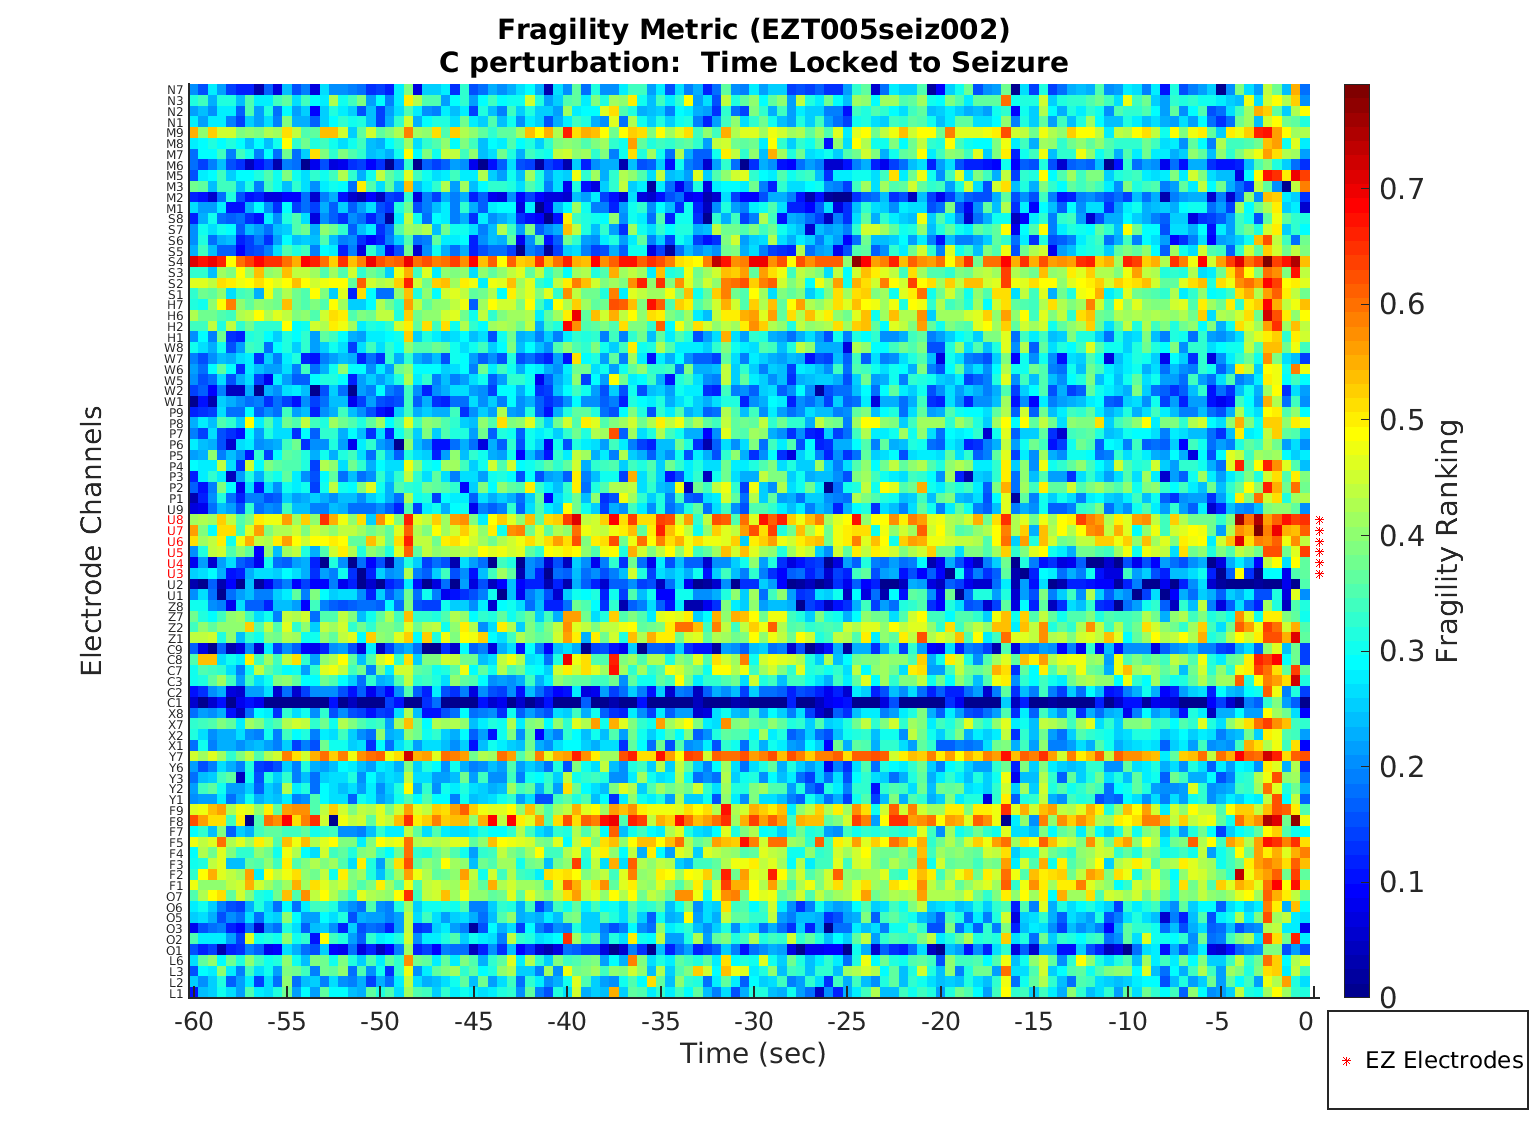 Fragility Metric (EZT005seiz002)
C perturbation:  Time Locked to Seizure
Electrode Channels
N7
N3
N2
N1
M9
M8
M7
M6
M5
M3
M2
M1
S8
S7
S6
S5
S4
S3
S2
S1
H7
H6
H2
H1
W8
W7
W6
W5
W2
W1
P9
P8
P7
P6
P5
P4
P3
P2
P1
U9
U8
U7
U6
U5
U4
U3
U2
U1
Z8
Z7
Z2
Z1
C9
C8
C7
C3
C2
C1
X8
X7
X2
X1
Y7
Y6
Y3
Y2
Y1
F9
F8
F7
F5
F4
F3
F2
F1
O7
O6
O5
O3
O2
O1
L6
L3
L2
L1
-60 -55 -50 -45 -40 -35 -30 -25 -20 -15 -10 -5 0
Time (sec)
0.7
0.6
0.5
0.4
0.3
0.2
0.1
0
Fragility Ranking
EZ Electrodes